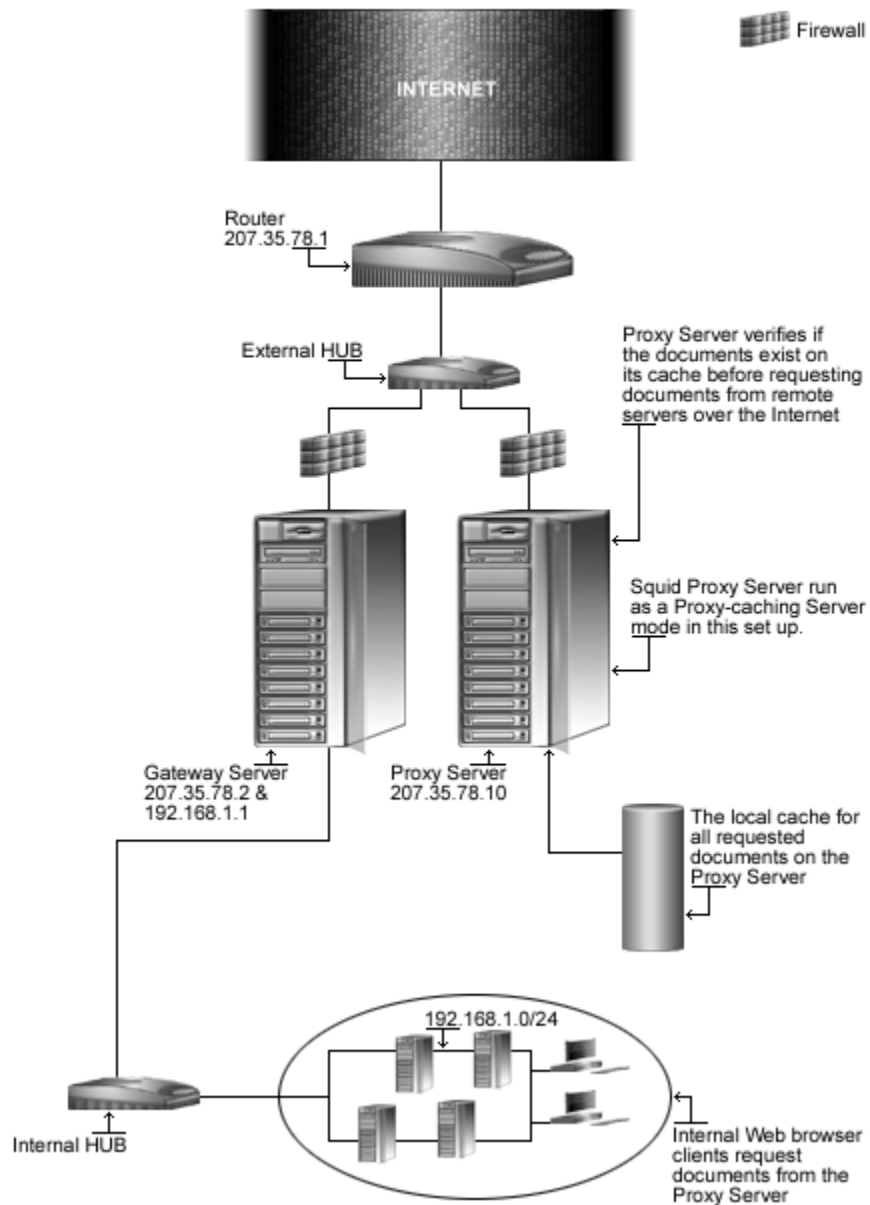 Firewall
INTERNET
Router
207.35.78.1
External HUB
Proxy Server verifies if
the documents exist on
its cache before requesting
documents from remote
servers over the Internet
Squid Proxy Server run
as a Proxy-caching Server
mode in this set up.
Gateway Server
207.35.78.2 &
192.168.1.1
Proxy Server
207.35.78.10
The local cache for
all requested
documents on the
Proxy Server
192.168.1.0/24
Internal HUB
Internal Web browser
clients request
documents from the
Proxy Server